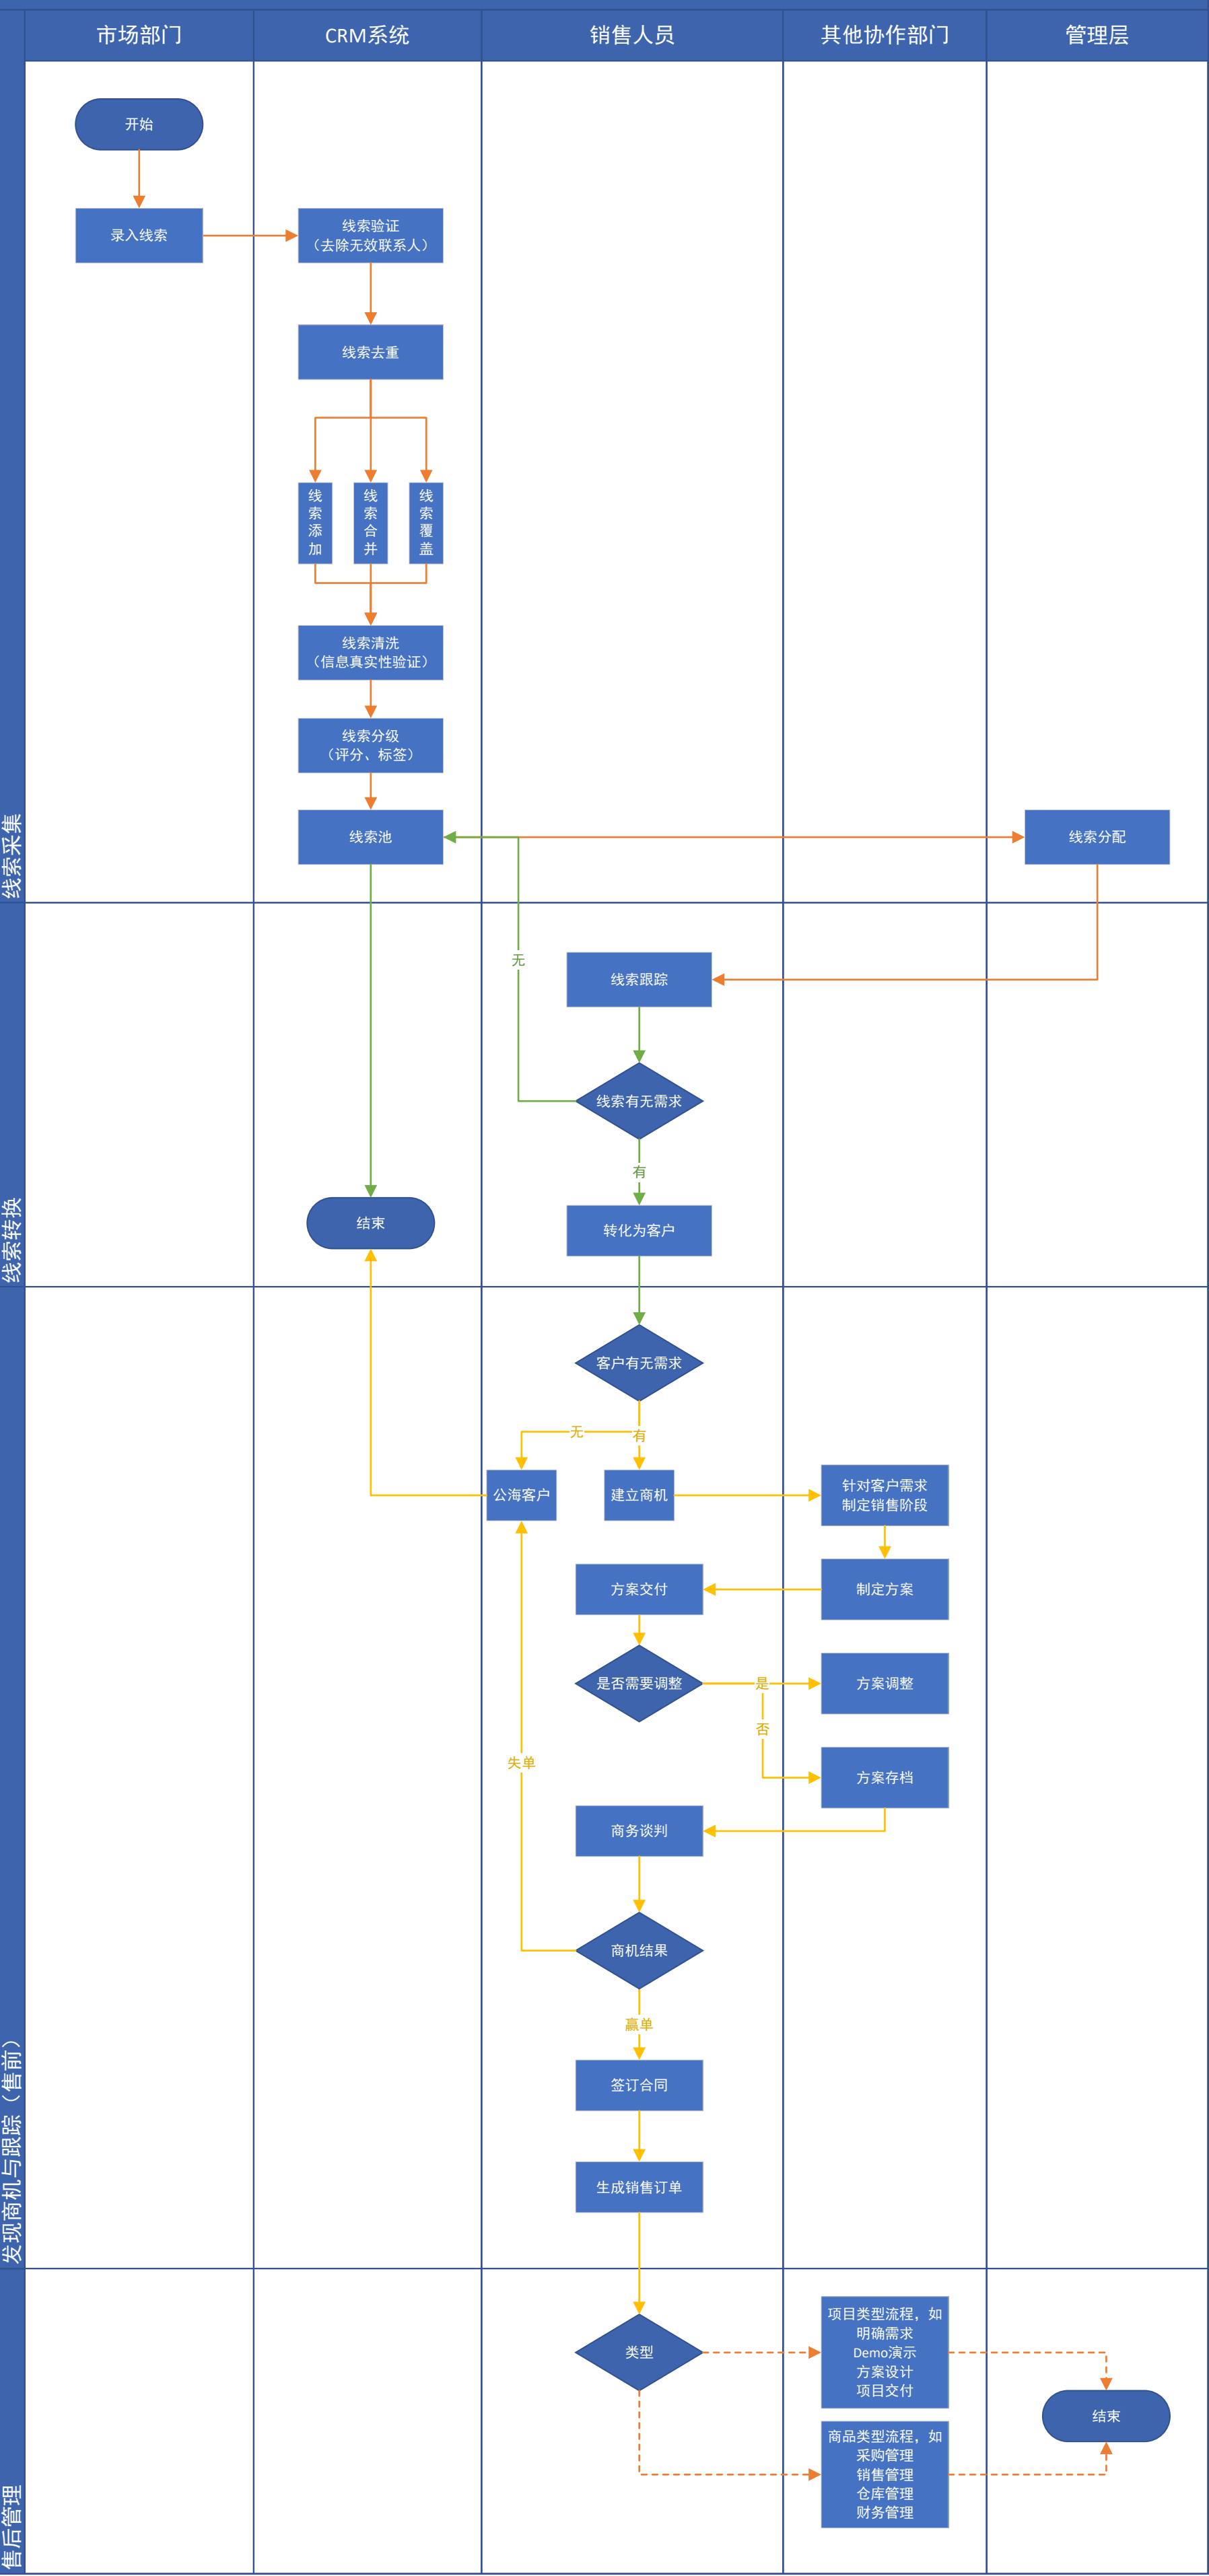 市场部门
CRM系统
销售人员
其他协作部门
管理层
线索采集
开始
录入线索
线索验证
（去除无效联系人）
线索去重
线索添加
线索合并
线索覆盖
线索清洗
（信息真实性验证）
线索分级
（评分、标签）
线索池
线索分配
线索转换
无
线索跟踪
线索有无需求
有
结束
转化为客户
发现商机与跟踪（售前）
客户有无需求
无
有
公海客户
建立商机
针对客户需求
制定销售阶段
方案交付
制定方案
是否需要调整
是
方案调整
否
失单
方案存档
商务谈判
商机结果
赢单
签订合同
生成销售订单
售后管理
类型
项目类型流程，如
明确需求
Demo演示
方案设计
项目交付
结束
商品类型流程，如
采购管理
销售管理
仓库管理
财务管理